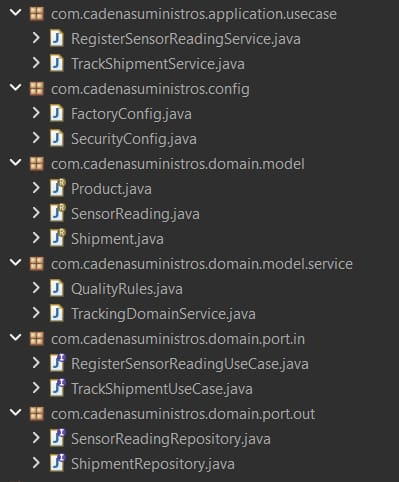 com.cadenasuministros.application.usecase
RegisterSensorReadingService.java
TrackShipmentService.java
com.cadenasuministros.config
FactoryConfig.java
SecurityConfig.java
com.cadenasuministros.domain.model
Product.java
SensorReading.java
Shipment.java
com.cadenasuministros.domain.model.service
QualityRules.java
TrackingDomainService.java
com.cadenasuministros.domain.port.in
RegisterSensorReadingUseCase.java
TrackShipmentUseCase.java
com.cadenasuministros.domain.port.out
SensorReadingRepository.java
ShipmentRepository.java